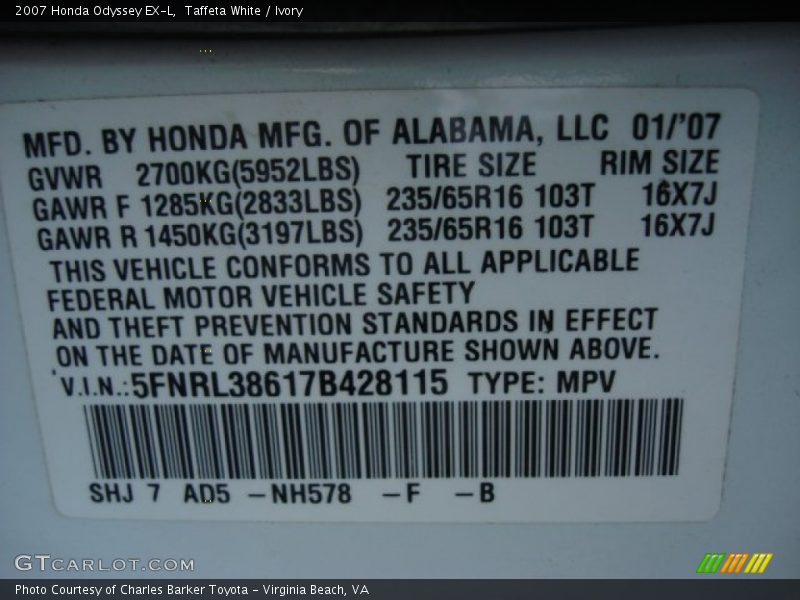 2007 Honda Odyssey EX-L,  Taffeta White / Ivory
MFD. BY HONDA MFG. OF ALABAMA, LLC 01/'07
GVWR 2700KG(5952LBS) TIRE SIZE RIM SIZE
GAWR F 1285KG(2833LBS) 235/65R16 103T 16X7J
GAWR R 1450KG(3197LBS) 235/65R16 103T 16X7J
THIS VEHICLE CONFORMS TO ALL APPLICABLE
FEDERAL MOTOR VEHICLE SAFETY
AND THEFT PREVENTION STANDARDS IN EFFECT
ON THE DATE OF MANUFACTURE SHOWN ABOVE.
V.I.N.:5FNRL38617B428115 TYPE: MPV
SHJ 7 AD5 –NH578 –F –B
GTCARLOT.COM
Photo Courtesy of Charles Barker Toyota - Virginia Beach, VA